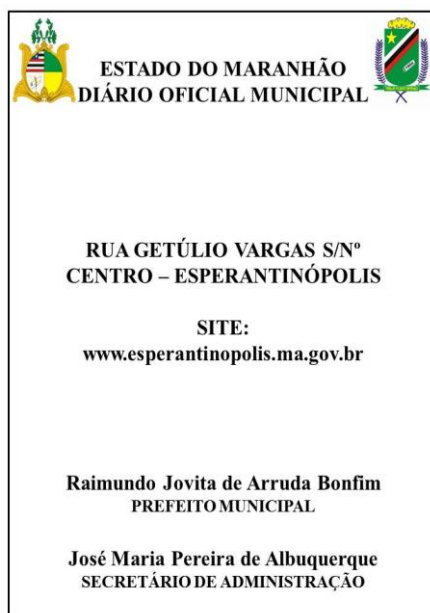 ESTADO DO MARANHÃO
DIÁRIO OFICIAL MUNICIPAL
RUA GETÚLIO VARGAS S/Nº
CENTRO – ESPERANTINÓPOLIS
SITE:
www.esperantinopolis.ma.gov.br
Raimundo Jovita de Arruda Bonfim
PREFEITO MUNICIPAL
José Maria Pereira de Albuquerque
SECRETÁRIO DE ADMINISTRAÇÃO